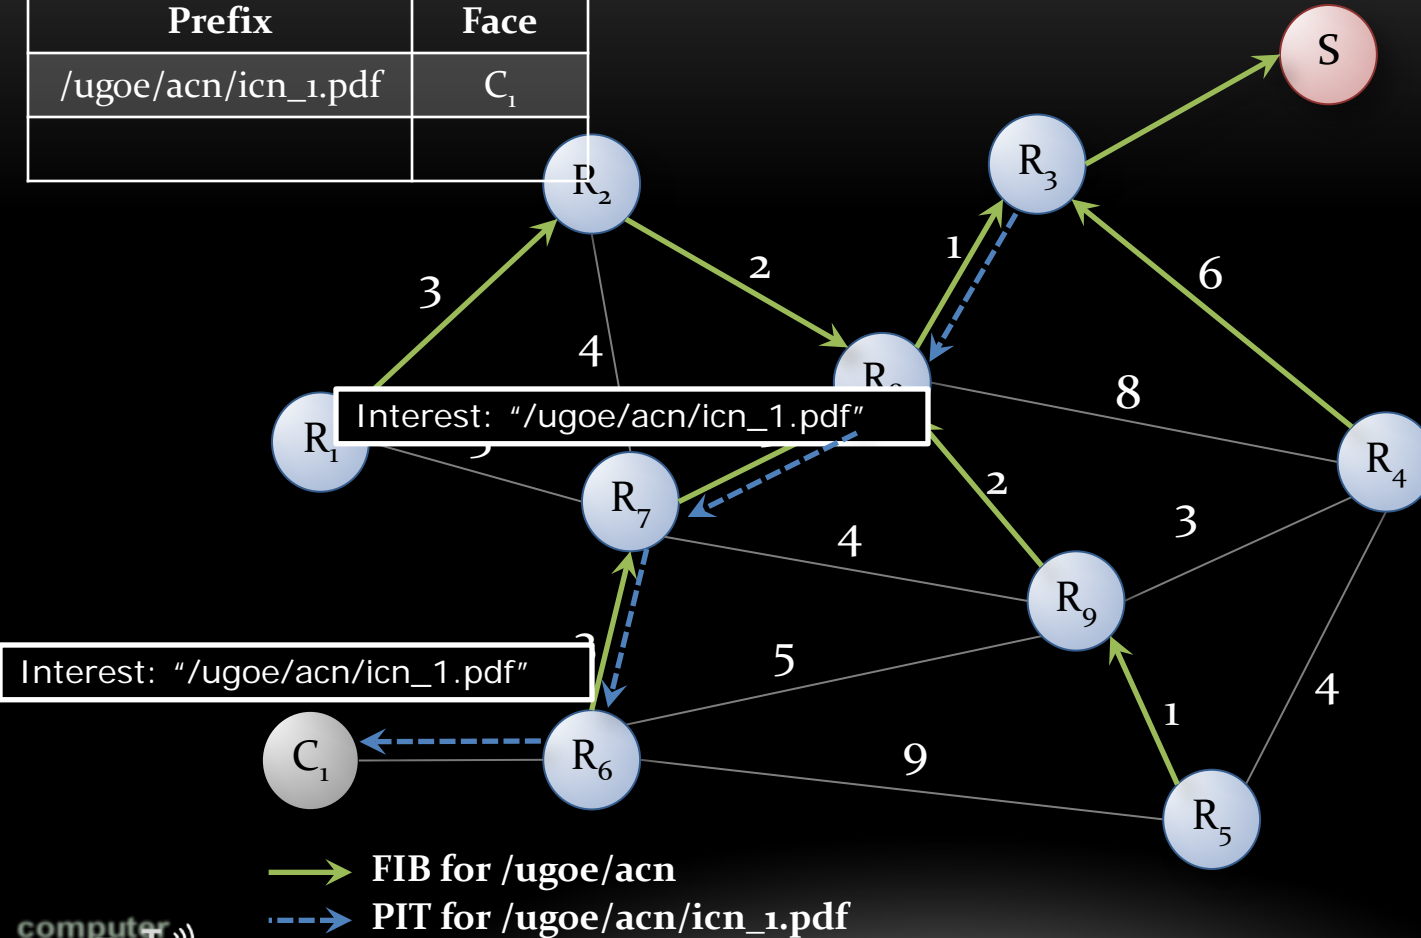 Prefix Face
/ugoe/acn/icn_1.pdf C₁
S
R₂
R₃
3
2
1
6
4
8
Interest: “/ugoe/acn/icn_1.pdf”
R₁
R₄
R₇
2
3
4
R₉
5
4
Interest: “/ugoe/acn/icn_1.pdf”
1
C₁
R₆
9
R₅
FIB for /ugoe/acn
PIT for /ugoe/acn/icn_1.pdf
computer